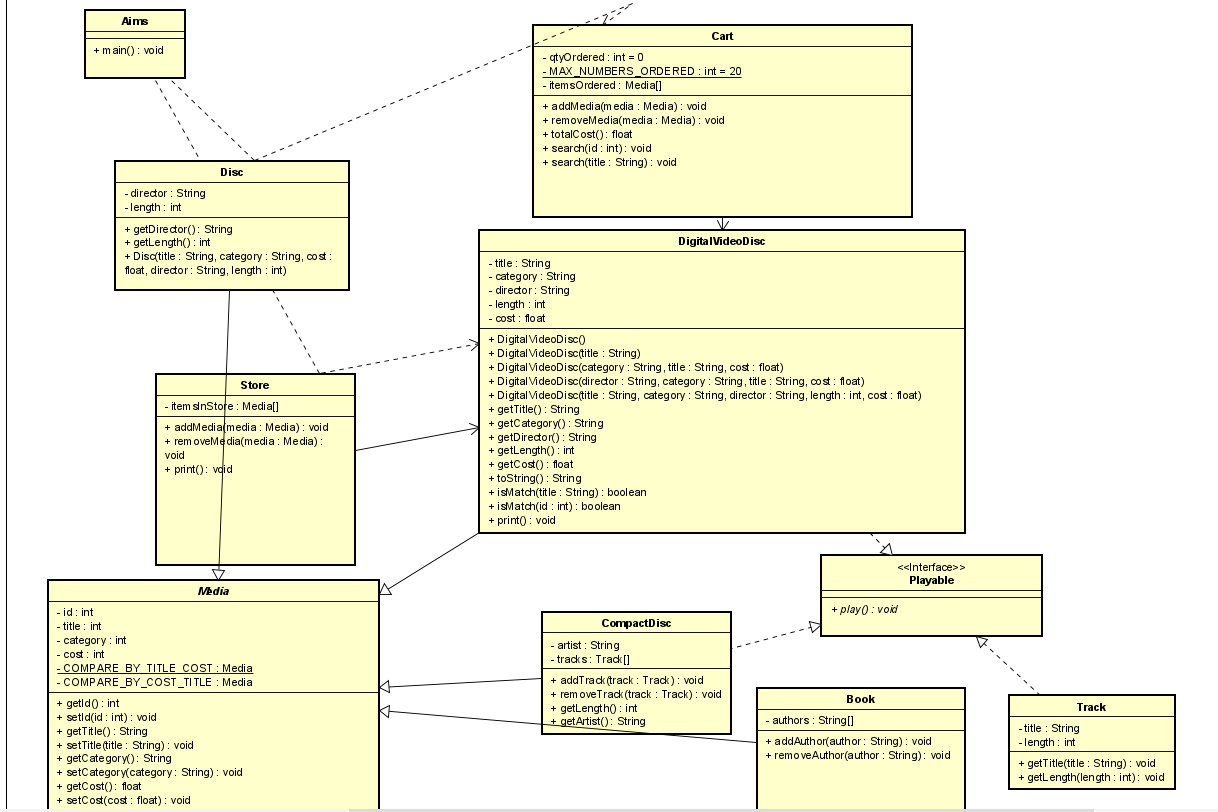 Aims
+ main() : void
Cart
- qtyOrdered : int = 0
- MAX_NUMBERS_ORDERED : int = 20
- itemsOrdered : Media[]
+ addMedia(media : Media) : void
+ removeMedia(media : Media) : void
+ totalCost() : float
+ search(id : int) : void
+ search(title : String) : void
Disc
- director : String
- length : int
+ getDirector() : String
+ getLength() : int
+ Disc(title : String, category : String, cost :
float, director : String, length : int)
DigitalVideoDisc
- title : String
- category : String
- director : String
- length : int
- cost : float
+ DigitalVideoDisc()
+ DigitalVideoDisc(title : String)
+ DigitalVideoDisc(category : String, title : String, cost : float)
+ DigitalVideoDisc(director : String, category : String, title : String, cost : float)
+ DigitalVideoDisc(title : String, category : String, director : String, length : int, cost : float)
+ getTitle() : String
+ getCategory() : String
+ getDirector() : String
+ getLength() : int
+ getCost() : float
+ toString() : String
+ isMatch(title : String) : boolean
+ isMatch(id : int) : boolean
+ print() : void
Store
- itemsInStore : Media[]
+ addMedia(media : Media) : void
+ removeMedia(media : Media) :
void
+ print() : void
<<Interface>>
Playable
+ play() : void
Media
- id : int
- title : int
- category : int
- cost : int
- COMPARE_BY_TITLE_COST : Media
- COMPARE_BY_COST_TITLE : Media
+ getId() : int
+ setId(id : int) : void
+ getTitle() : String
+ setTitle(title : String) : void
+ getCategory() : String
+ setCategory(category : String) : void
+ getCost() : float
+ setCost(cost : float) : void
CompactDisc
- artist : String
- tracks : Track[]
+ addTrack(track : Track) : void
+ removeTrack(track : Track) : void
+ getLength() : int
+ getArtist() : String
Book
- authors : String[]
+ addAuthor(author : String) : void
+ removeAuthor(author : String) : void
Track
- title : String
- length : int
+ getTitle(title : String) : void
+ getLength(length : int) : void